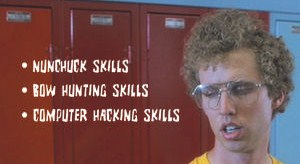 • NUNCHUCK SKILLS
• BOW HUNTING SKILLS
• COMPUTER HACKING SKILLS